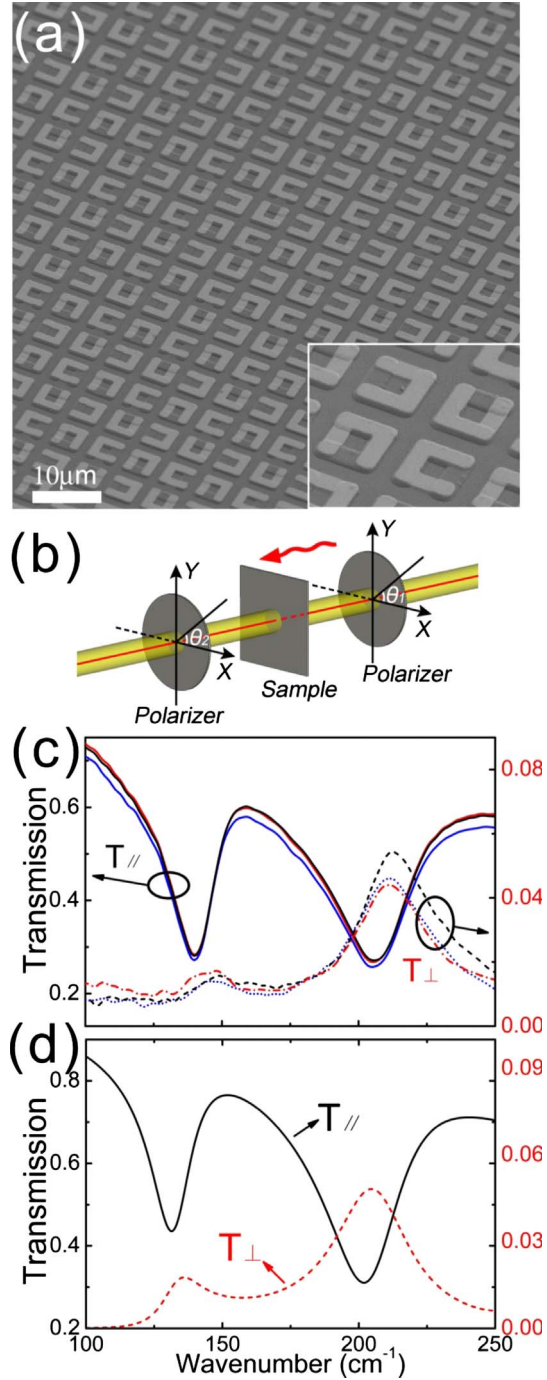 (a)
10μm
(b)
Y
Y
θ1
θ2
X
X
Sample
Polarizer
Polarizer
(c)
Transmission
0.6
0.4
0.2
T//
T⊥
0.08
0.04
0.00
(d)
Transmission
0.8
0.6
0.4
0.2
T//
T⊥
0.09
0.06
0.03
0.00
100 150 200 250
Wavenumber (cm⁻¹)